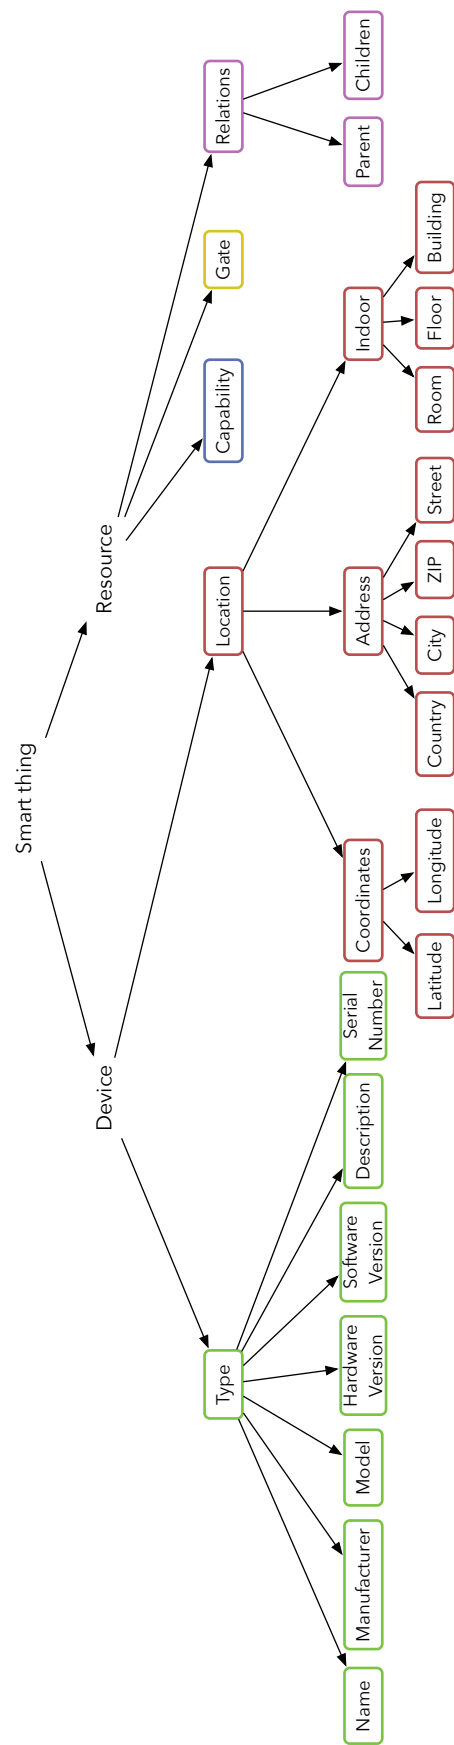 Smart thing
Device
Resource
Type
Location
Capability
Gate
Relations
Name
Manufacturer
Model
Hardware
Version
Software
Version
Description
Serial
Number
Coordinates
Address
Indoor
Parent
Children
Latitude
Longitude
Country
City
ZIP
Street
Room
Floor
Building